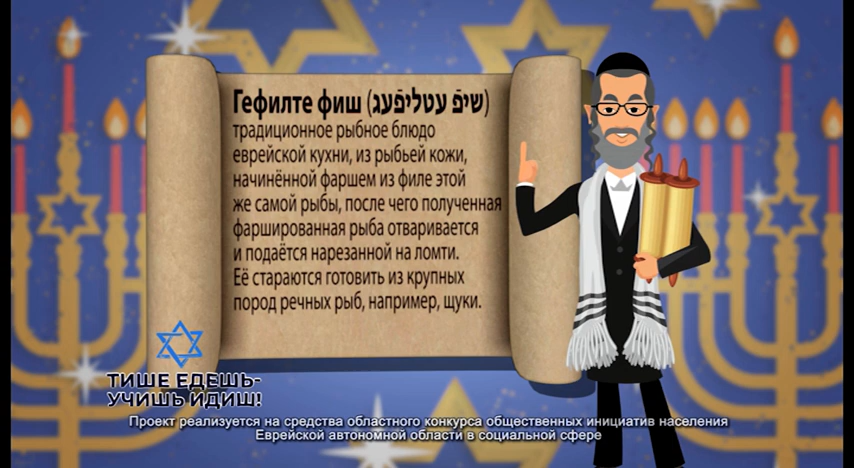 Гефилте фиш (געפֿילטע פֿיש)
традиционное рыбное блюдо
еврейской кухни, из рыбьей кожи,
начинённой фаршем из филе этой
же самой рыбы, после чего полученная
фаршированная рыба отваривается
и подаётся нарезанной на ломти.
Её стараются готовить из крупных
пород речных рыб, например, щуки.
ТИШЕ ЕДЕШЬ-
УЧИШЬ ИДИШ!
Проект реализуется на средства областного конкурса общественных инициатив населения
Еврейской автономной области в социальной сфере